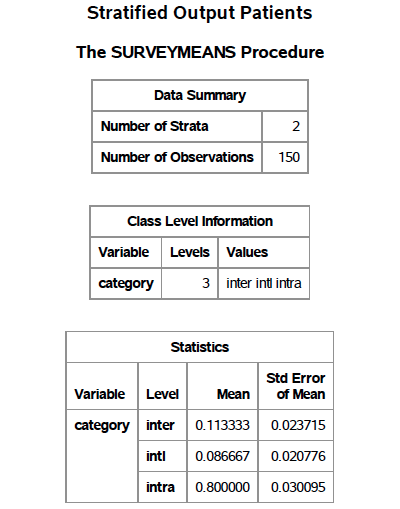 Stratified Output Patients
The SURVEYMEANS Procedure
Data Summary
Number of Strata 2
Number of Observations 150
Class Level Information
Variable Levels Values
category 3 inter intl intra
Statistics
Variable Level Mean Std Error of Mean
category inter 0.113333 0.023715
intl 0.086667 0.020776
intra 0.800000 0.030095